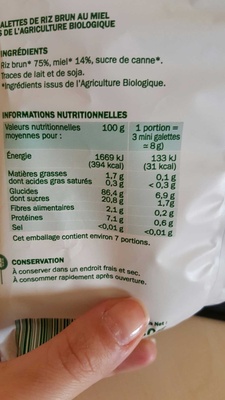 ALETTES DE RIZ BRUN AU MIEL
S DE L'AGRICULTURE BIOLOGIQUE
INGRÉDIENTS
Riz brun* 75%, miel* 14%, sucre de canne*.
Traces de lait et de soja.
*Ingrédients issus de l'Agriculture Biologique.
INFORMATIONS NUTRITIONNELLES
Valeurs nutritionnelles moyennes pour : 100 g 1 portion = 3 mini galettes ≈ 8g)
Énergie 1669 kJ (394 kcal) 133 kJ (31 kcal)
Matières grasses 1,7 g 0,1 g
dont acides gras saturés 0,3 g < 0,3 g
Glucides 86,4 g 6,9 g
dont sucres 20,8 g 1,7g
Fibres alimentaires 2,1 g 0,2 g
Protéines 7,1 g 0,6 g
Sel <0,01 g <0,01 g
Cet emballage contient environ 7 portions.
CONSERVATION
À conserver dans un endroit frais et sec.
À consommer rapidement après ouverture.